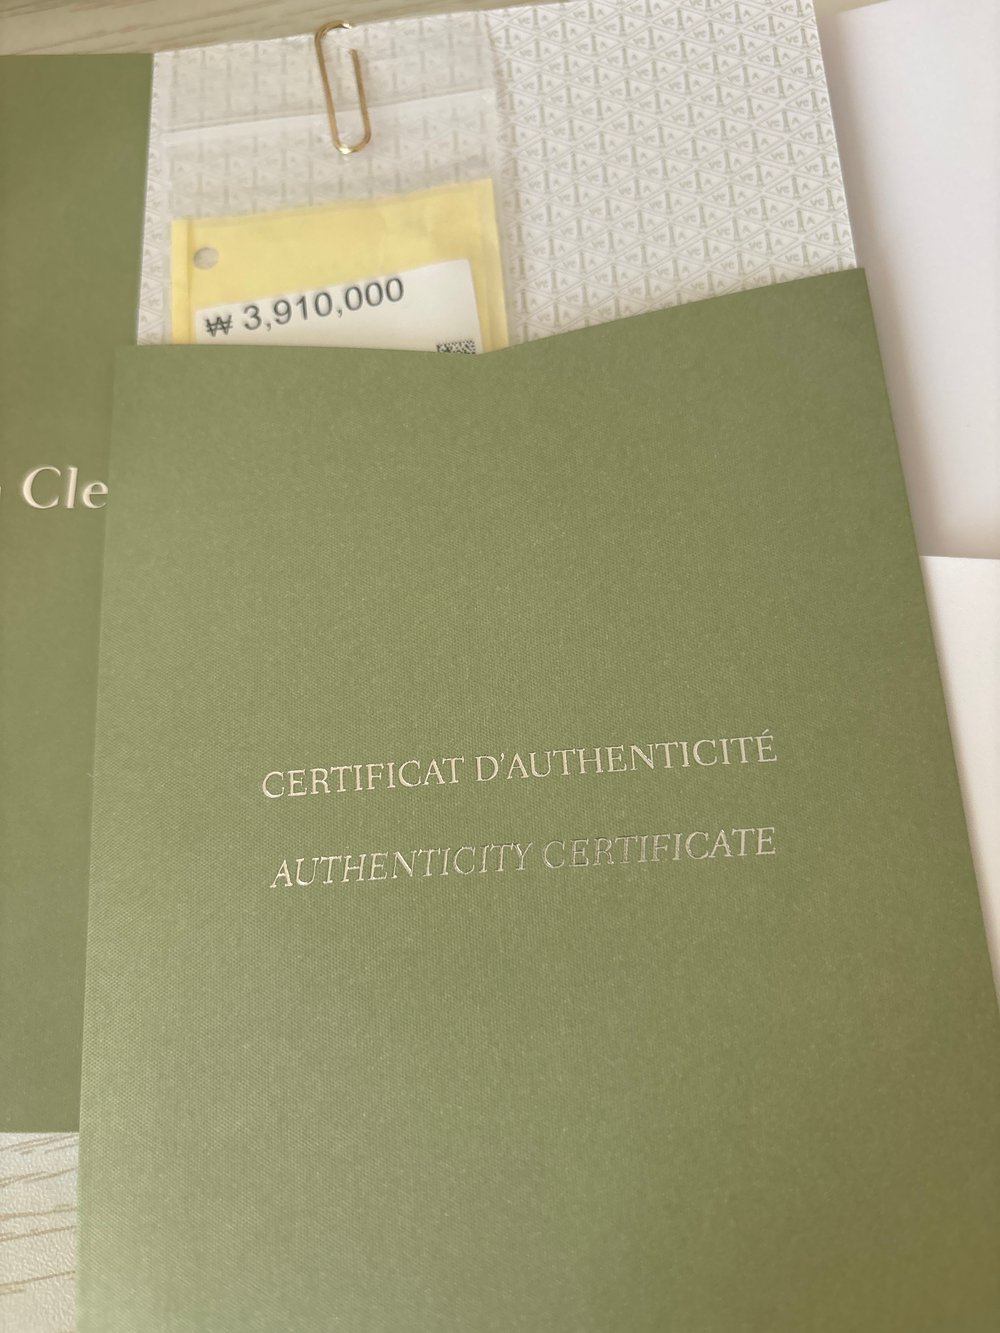 ₩ 3,910,000
Cle
CERTIFICAT D'AUTHENTICITÉ
AUTHENTICITY CERTIFICATE